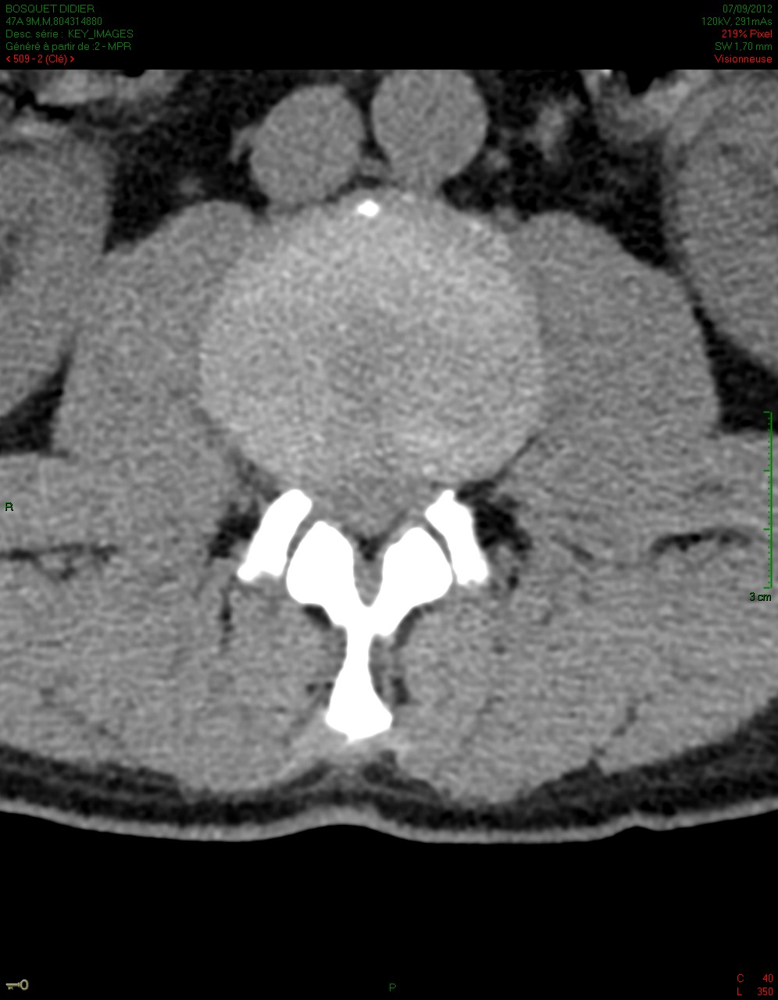 BOSQUET DIDIER
47A 9M,M,804314880
Desc. série : KEY_IMAGES
Généré à partir de :2 - MPR
< 509 - 2 (Clé) >
07/09/2012
120kV, 291mAs
219% Pixel
SW 1,70 mm
Visionneuse
R
3 cm
P
C 40
L 350